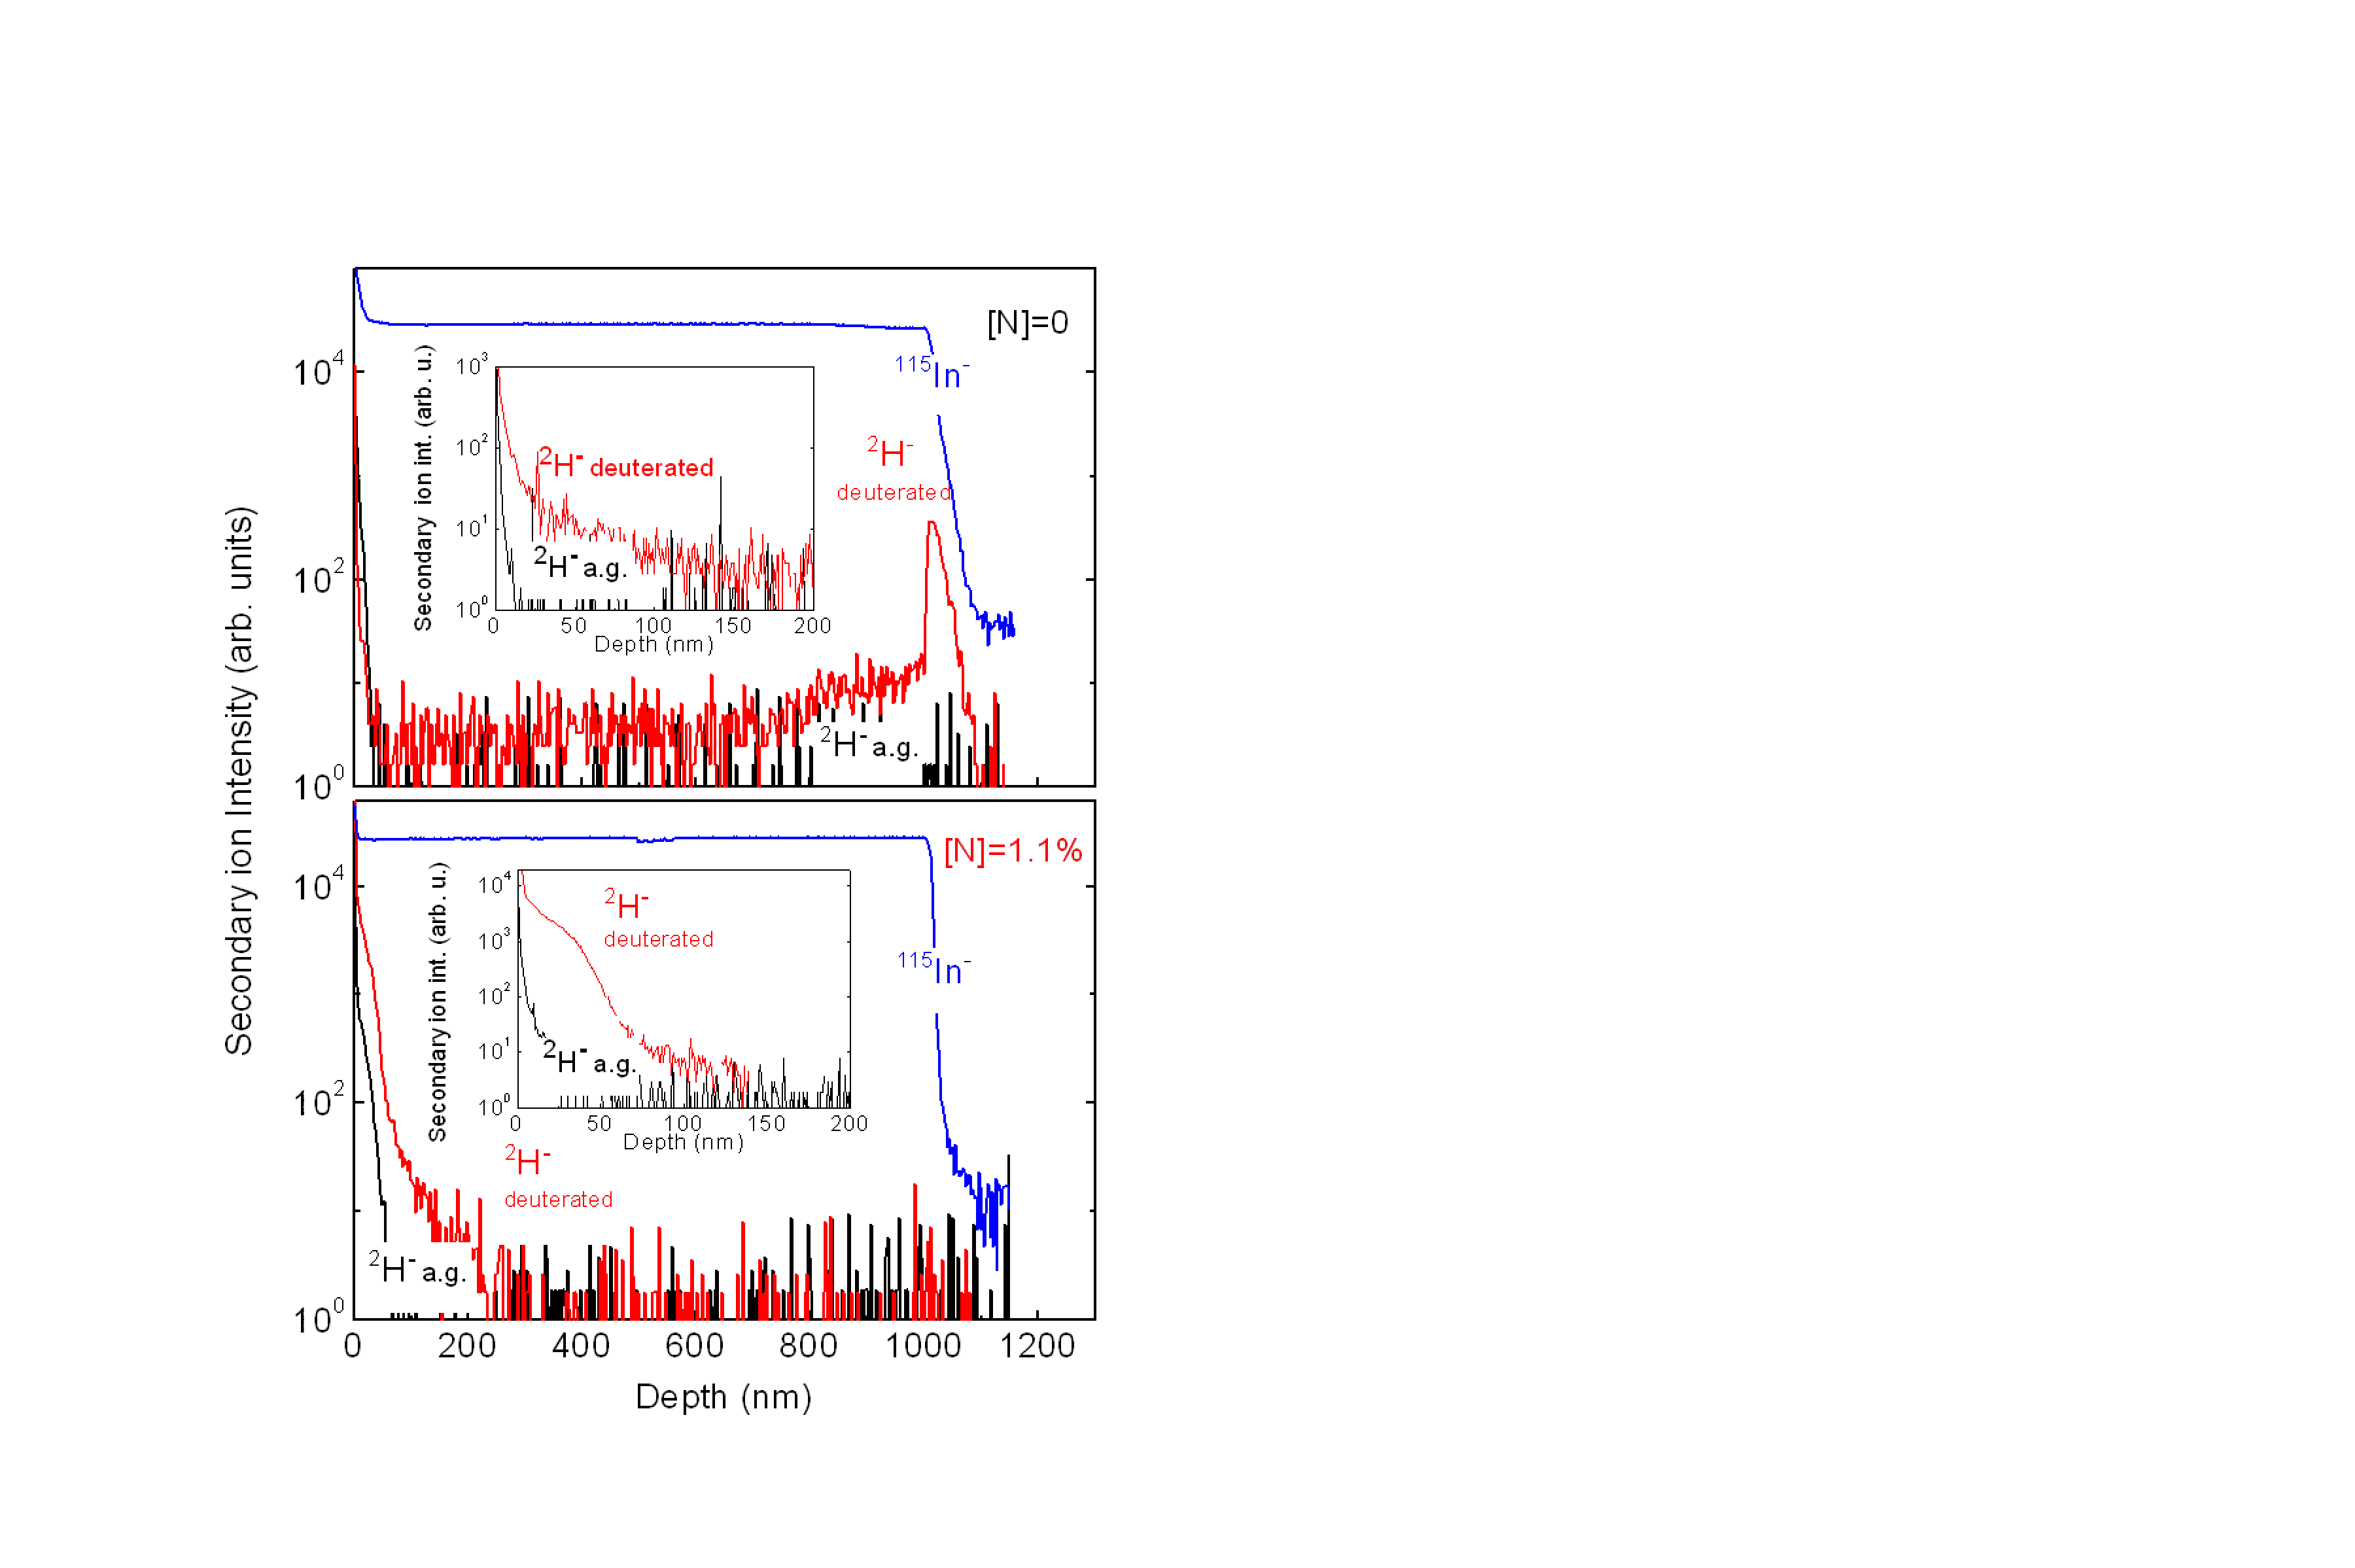 Secondary ion Intensity (arb. units)
[N]=0
10^4
10^2
10^0
^115In^-
^2H^-
deuterated
^2H^- a.g.
Secondary ion int. (arb. u.)
10^3
10^2
10^1
10^0
^2H^- deuterated
^2H^- a.g.
0 50 100 150 200
Depth (nm)
[N]=1.1%
10^4
10^2
10^0
^115In^-
Secondary ion int. (arb. u.)
10^4
10^3
10^2
10^1
10^0
^2H^-
deuterated
^2H^- a.g.
0 50 100 150 200
Depth (nm)
^2H^-
deuterated
^2H^- a.g.
0 200 400 600 800 1000 1200
Depth (nm)